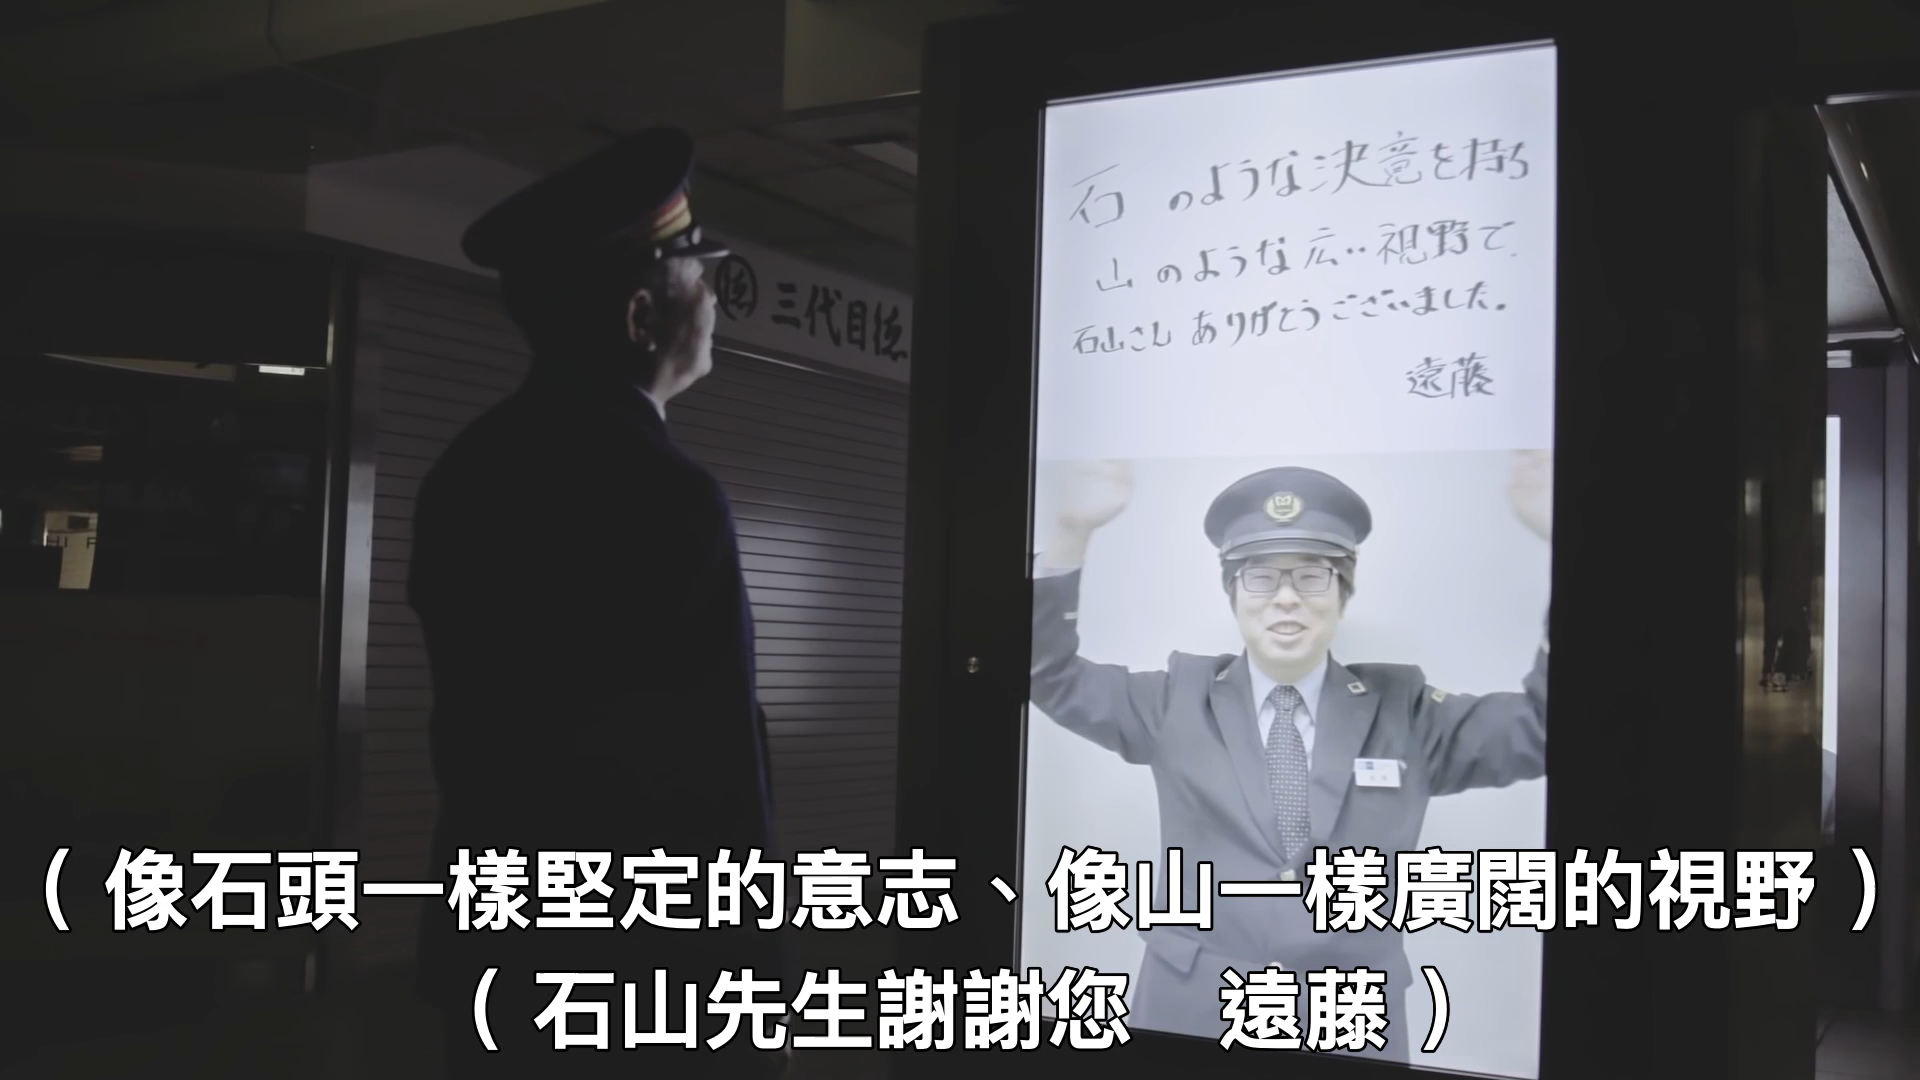 石のような決意を持ち
山のような広い視野で
石山さん ありがとうございました。
遠藤
三代目
（像石頭一樣堅定的意志、像山一樣廣闊的視野）
（石山先生謝謝您　遠藤）